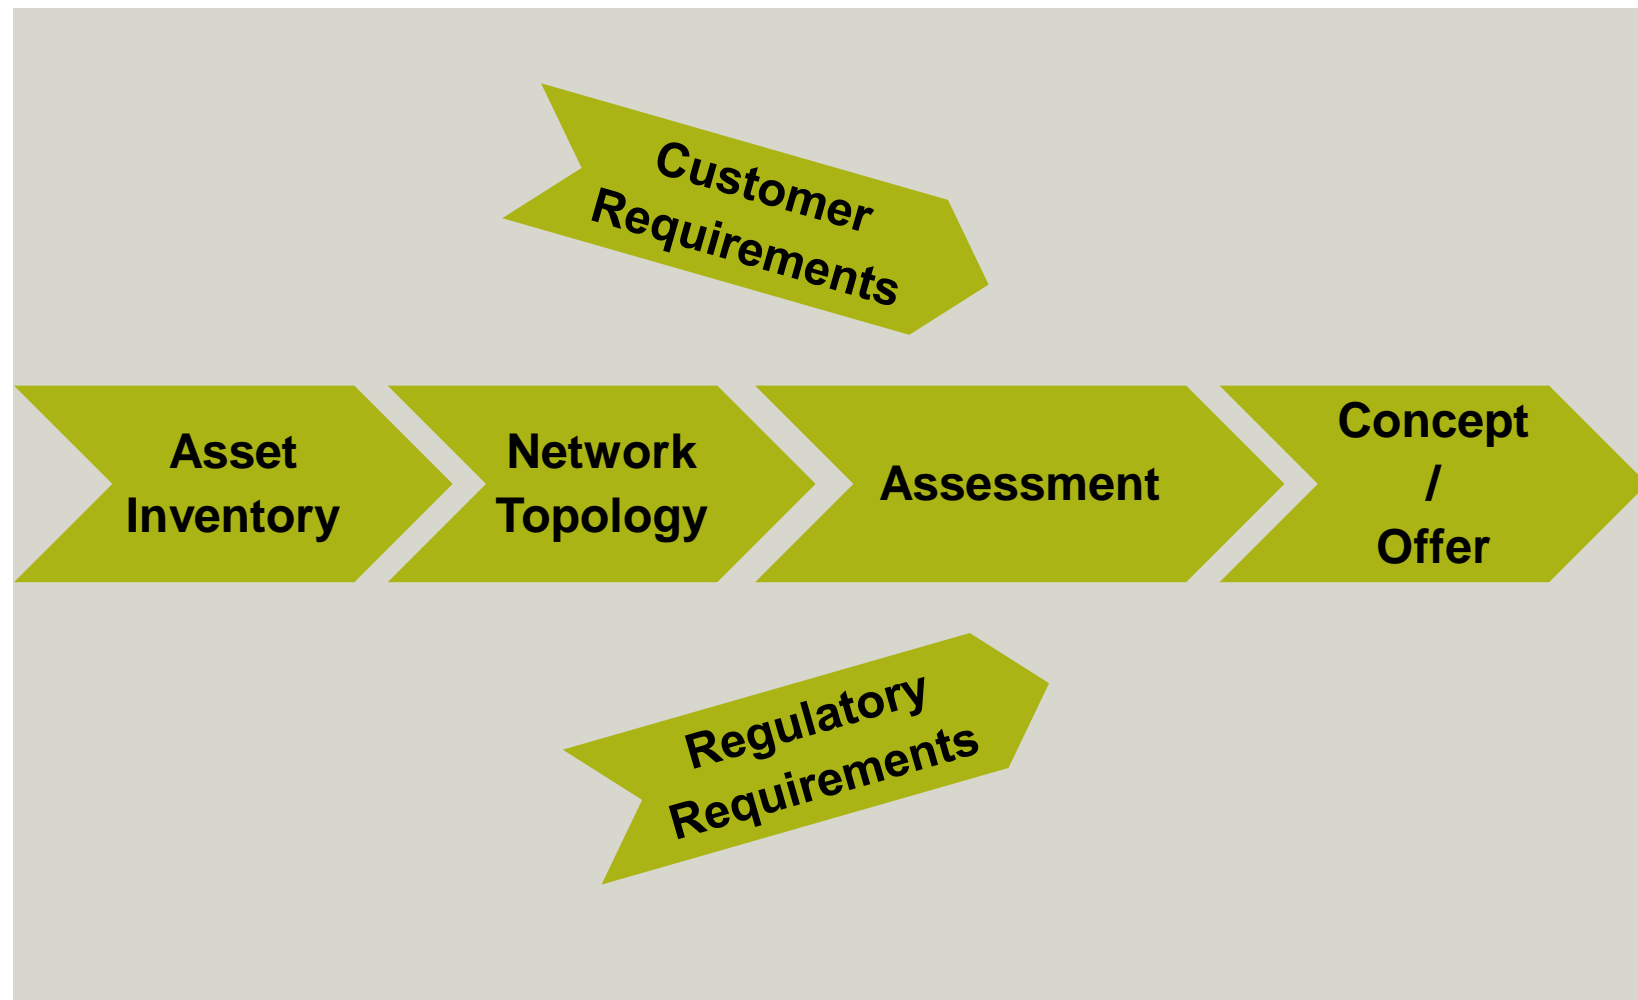 Customer
Requirements
Asset
Inventory
Network
Topology
Assessment
Concept
/
Offer
Regulatory
Requirements